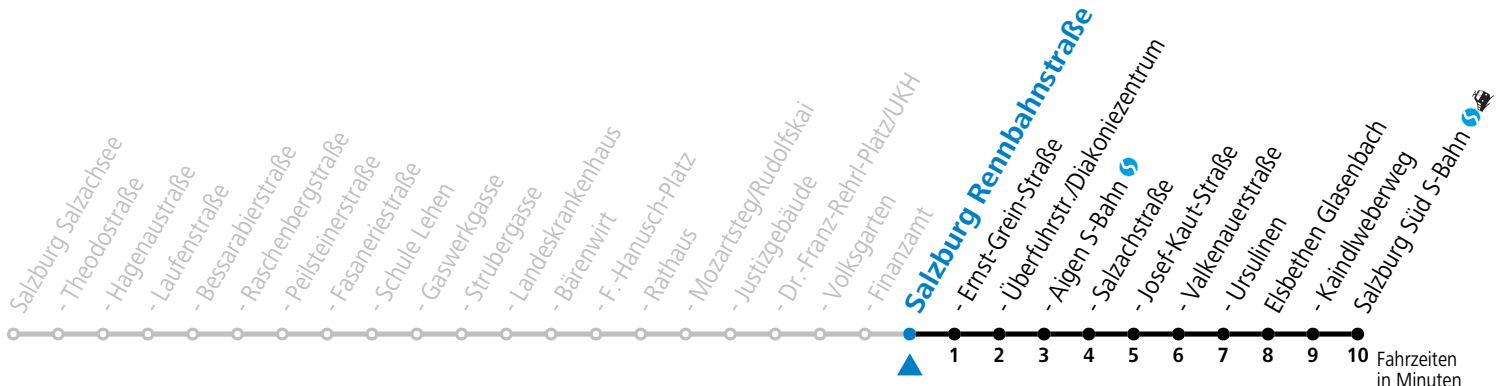 Salzburg Salzachsee
- Theodostraße
- Hagenaustraße
- Laufenstraße
- Bessarabierstraße
- Raschenbergstraße
- Peilsteinerstraße
- Fasaneriestraße
- Schule Lehen
- Gaswerkgasse
- Strubergasse
- Landeskrankenhaus
- Bärenwirt
- F.-Hanusch-Platz
- Rathaus
- Mozartsteg/Rudolfskai
- Justizgebäude
- Dr.-Franz-Rehrl-Platz/UKH
- Volksgarten
- Finanzamt
Salzburg Rennbahnstraße
- Ernst-Grein-Straße
- Überfuhrstr./Diakoniezentrum
- Aigen S-Bahn
- Salzachstraße
- Josef-Kaut-Straße
- Valkenauerstraße
- Ursulinen
Elsbethen Glasenbach
- Kaindlweberweg
Salzburg Süd S-Bahn
1 2 3 4 5 6 7 8 9 10 Fahrzeiten
in Minuten